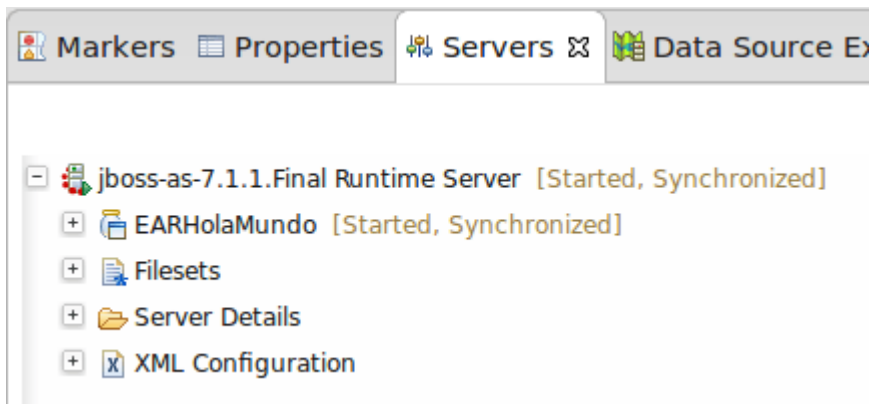 Markers Properties Servers Data Source Ex
jboss-as-7.1.1.Final Runtime Server [Started, Synchronized]
EARHolaMundo [Started, Synchronized]
Filesets
Server Details
XML Configuration